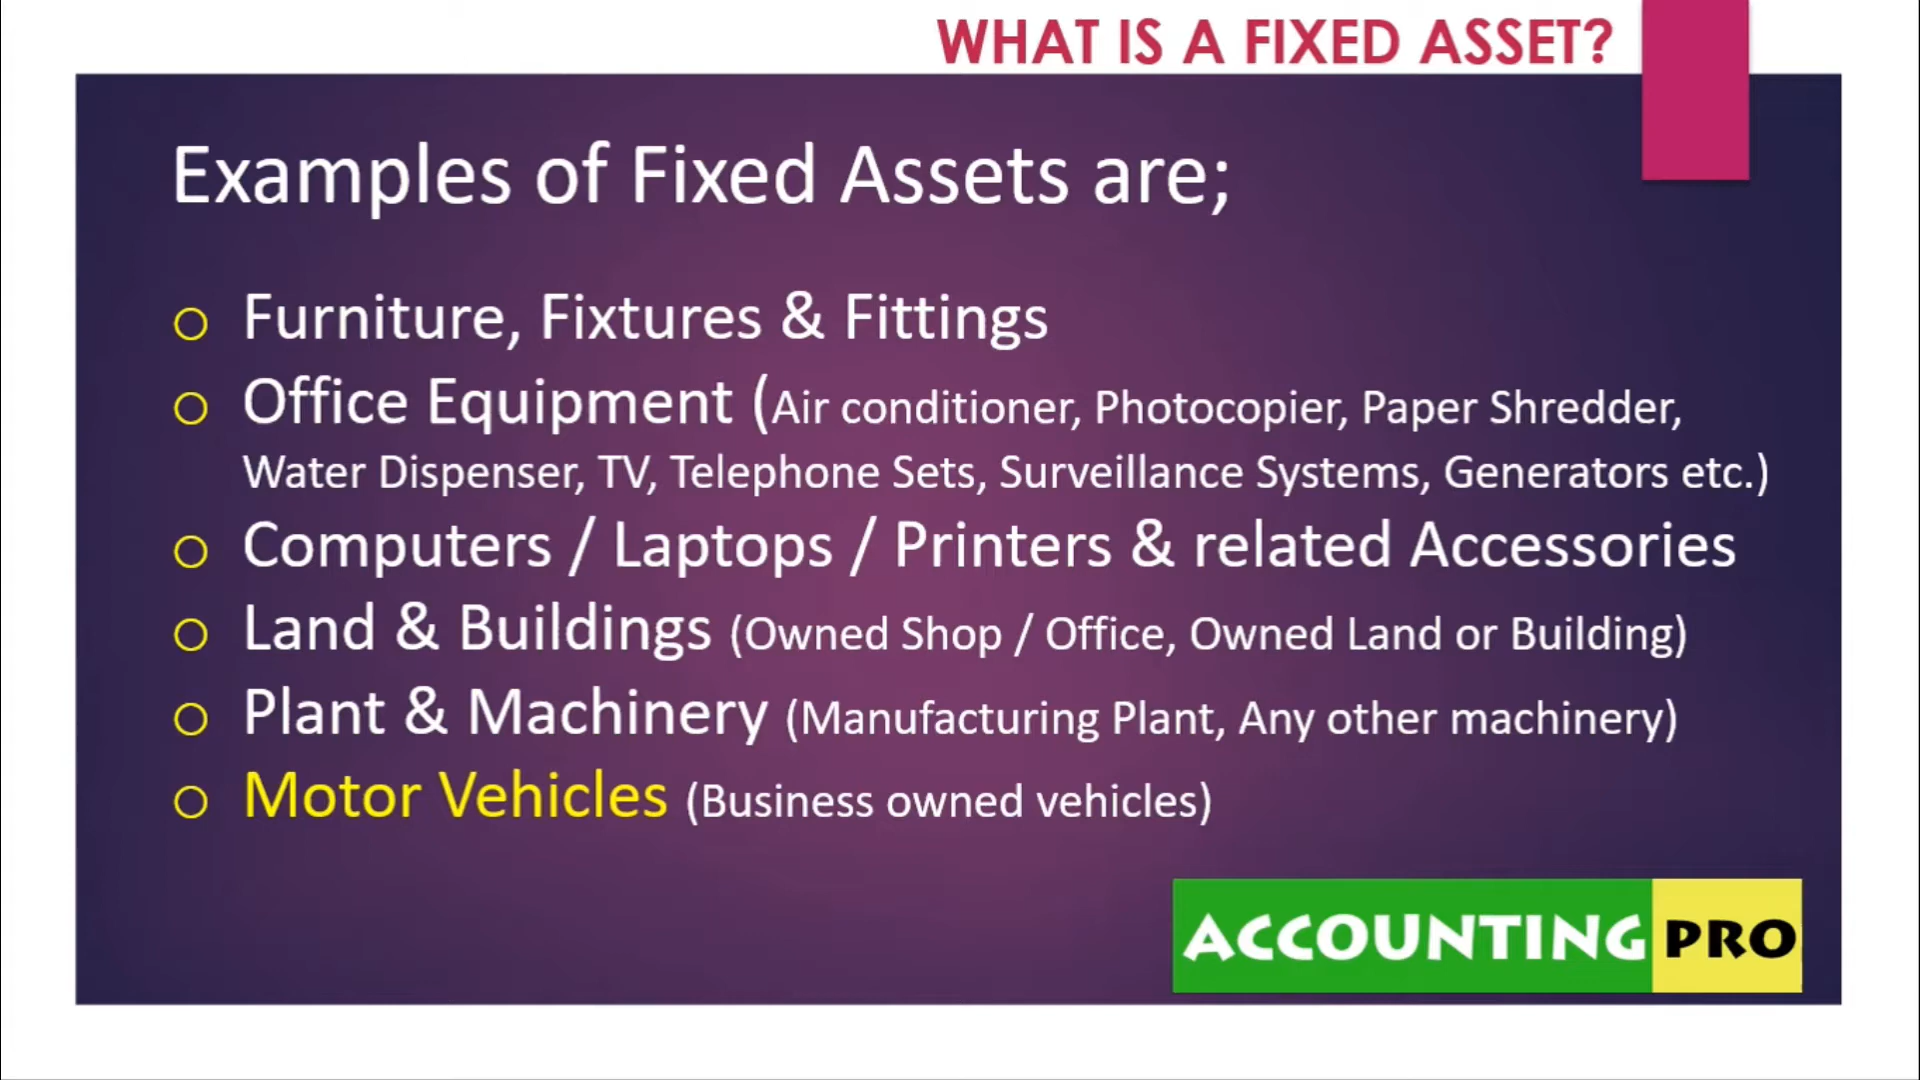 WHAT IS A FIXED ASSET?
Examples of Fixed Assets are;
Furniture, Fixtures & Fittings
Office Equipment (Air conditioner, Photocopier, Paper Shredder,
Water Dispenser, TV, Telephone Sets, Surveillance Systems, Generators etc.)
Computers / Laptops / Printers & related Accessories
Land & Buildings (Owned Shop / Office, Owned Land or Building)
Plant & Machinery (Manufacturing Plant, Any other machinery)
Motor Vehicles (Business owned vehicles)
ACCOUNTING PRO